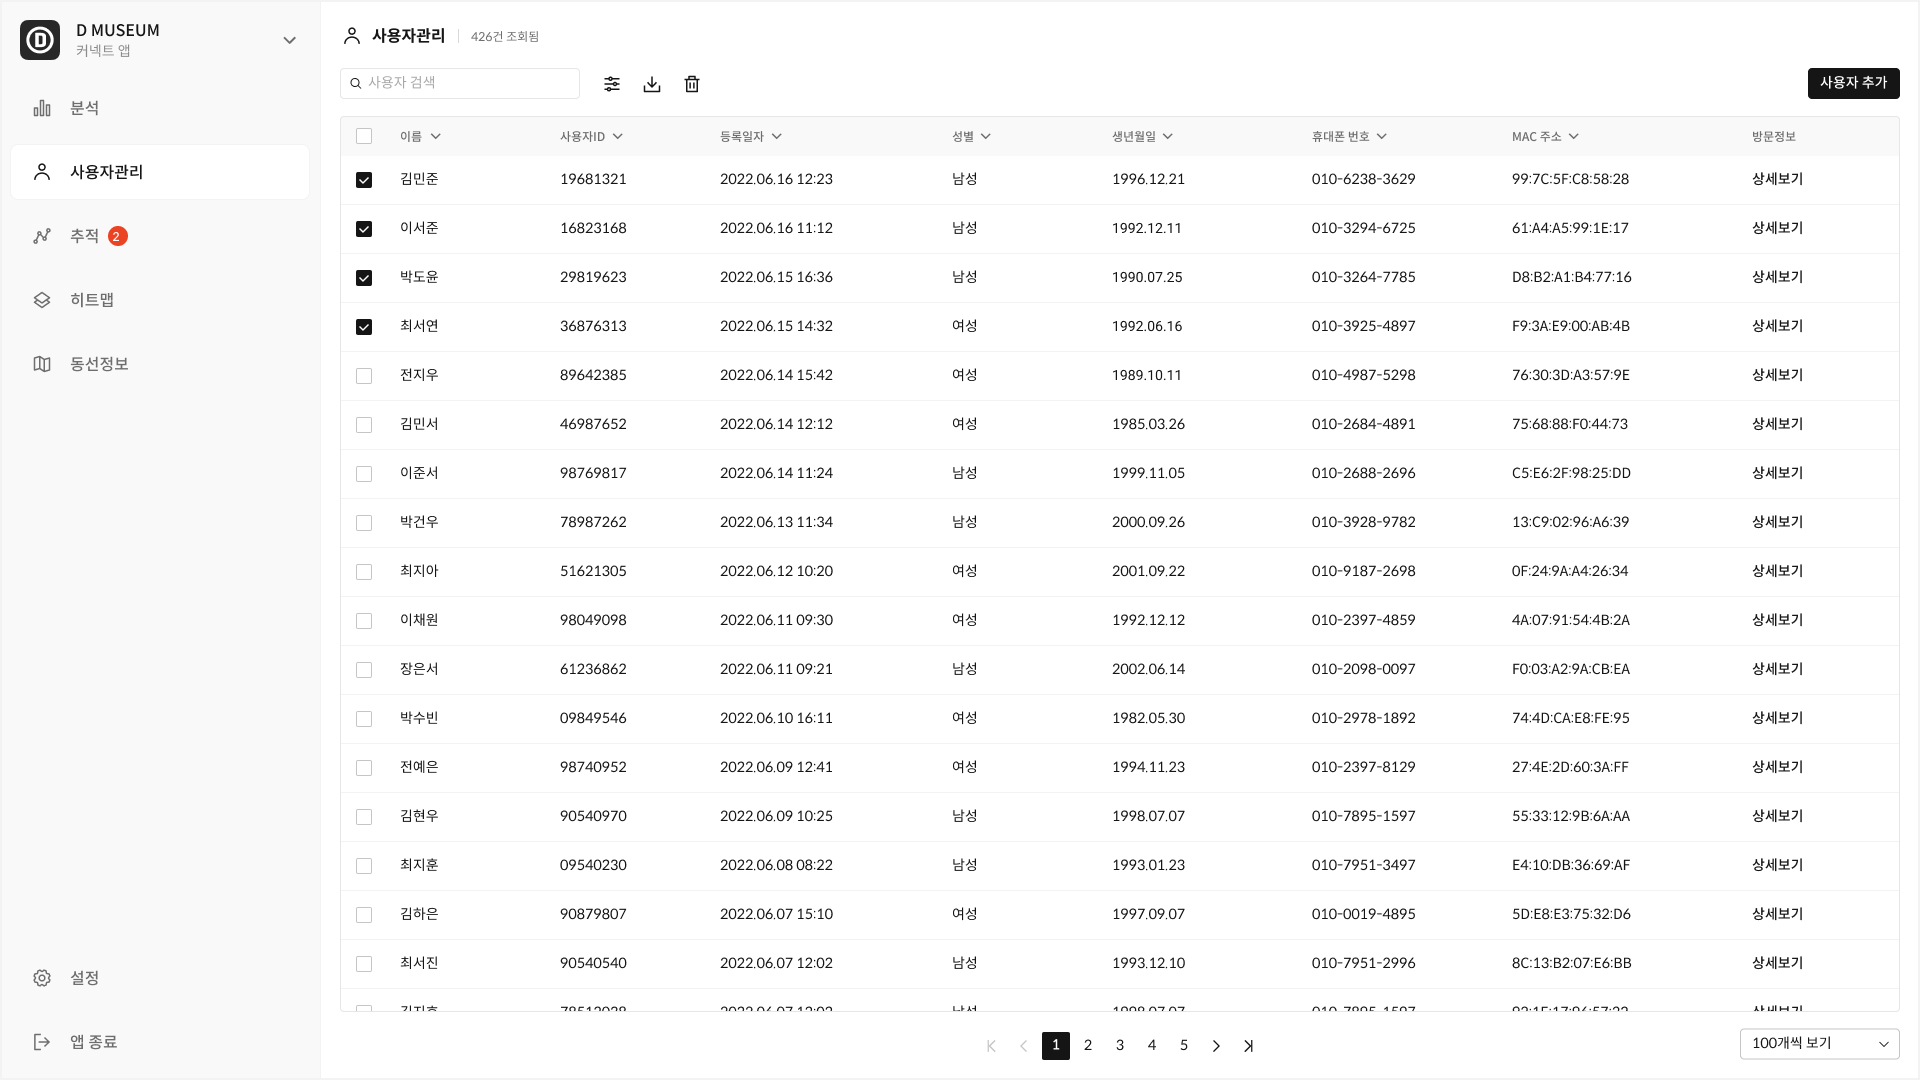 D MUSEUM
커넥트 앱
분석
사용자관리
추적 2
히트맵
동선정보
설정
앱 종료
사용자관리 426건 조회됨
사용자 검색
사용자 추가
이름 사용자ID 등록일자 성별 생년월일 휴대폰 번호 MAC 주소 방문정보
김민준 19681321 2022.06.16 12:23 남성 1996.12.21 010-6238-3629 99:7C:5F:C8:58:28 상세보기
이서준 16823168 2022.06.16 11:12 남성 1992.12.11 010-3294-6725 61:A4:A5:99:1E:17 상세보기
박도윤 29819623 2022.06.15 16:36 남성 1990.07.25 010-3264-7785 D8:B2:A1:B4:77:16 상세보기
최서연 36876313 2022.06.15 14:32 여성 1992.06.16 010-3925-4897 F9:3A:E9:00:AB:4B 상세보기
전지우 89642385 2022.06.14 15:42 여성 1989.10.11 010-4987-5298 76:30:3D:A3:57:9E 상세보기
김민서 46987652 2022.06.14 12:12 여성 1985.03.26 010-2684-4891 75:68:88:F0:44:73 상세보기
이준서 98769817 2022.06.14 11:24 남성 1999.11.05 010-2688-2696 C5:E6:2F:98:25:DD 상세보기
박건우 78987262 2022.06.13 11:34 남성 2000.09.26 010-3928-9782 13:C9:02:96:A6:39 상세보기
최지아 51621305 2022.06.12 10:20 여성 2001.09.22 010-9187-2698 0F:24:9A:A4:26:34 상세보기
이채원 98049098 2022.06.11 09:30 여성 1992.12.12 010-2397-4859 4A:07:91:54:4B:2A 상세보기
장은서 61236862 2022.06.11 09:21 남성 2002.06.14 010-2098-0097 F0:03:A2:9A:CB:EA 상세보기
박수빈 09849546 2022.06.10 16:11 여성 1982.05.30 010-2978-1892 74:4D:CA:E8:FE:95 상세보기
전예은 98740952 2022.06.09 12:41 여성 1994.11.23 010-2397-8129 27:4E:2D:60:3A:FF 상세보기
김현우 90540970 2022.06.09 10:25 남성 1998.07.07 010-7895-1597 55:33:12:9B:6A:AA 상세보기
최지훈 09540230 2022.06.08 08:22 남성 1993.01.23 010-7951-3497 E4:10:DB:36:69:AF 상세보기
김하은 90879807 2022.06.07 15:10 여성 1997.09.07 010-0019-4895 5D:E8:E3:75:32:D6 상세보기
최서진 90540540 2022.06.07 12:02 남성 1993.12.10 010-7951-2996 8C:13:B2:07:E6:BB 상세보기
1 2 3 4 5
100개씩 보기